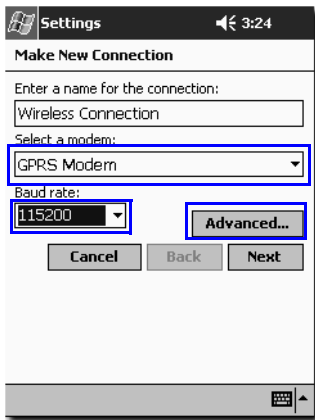 Settings 3:24
Make New Connection
Enter a name for the connection:
Wireless Connection
Select a modem:
GPRS Modem
Baud rate:
115200
Advanced...
Cancel Back Next